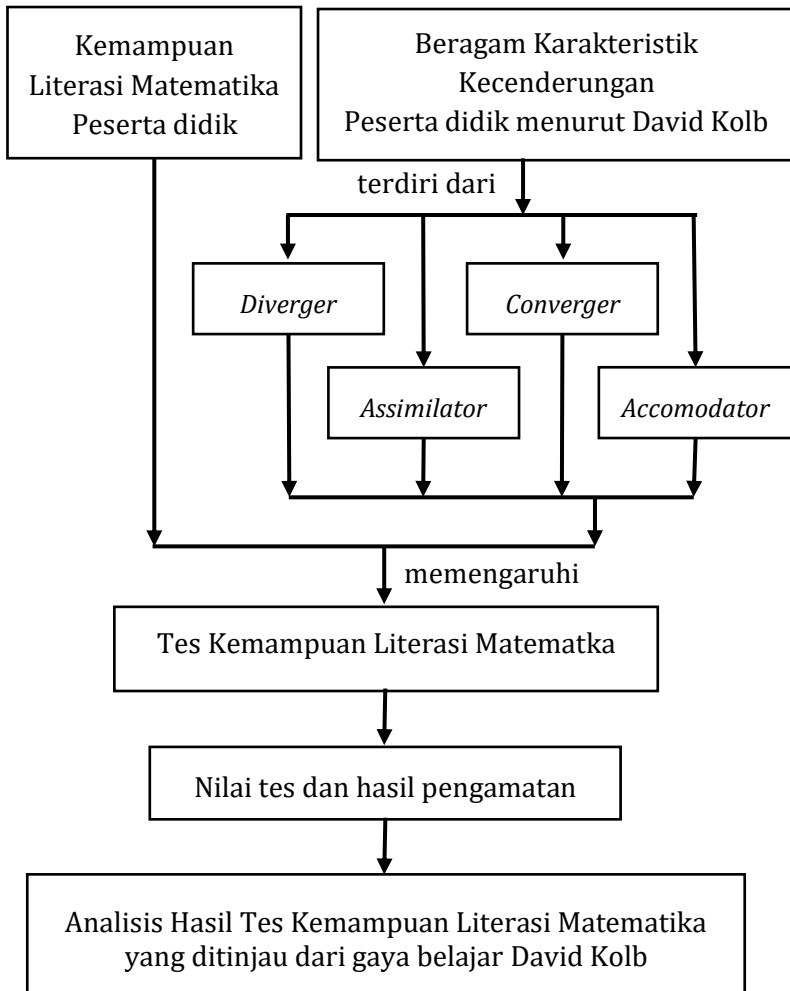 Kemampuan
Literasi Matematika
Peserta didik
Beragam Karakteristik
Kecenderungan
Peserta didik menurut David Kolb
terdiri dari
Diverger
Converger
Assimilator
Accomodator
memengaruhi
Tes Kemampuan Literasi Matematka
Nilai tes dan hasil pengamatan
Analisis Hasil Tes Kemampuan Literasi Matematika
yang ditinjau dari gaya belajar David Kolb